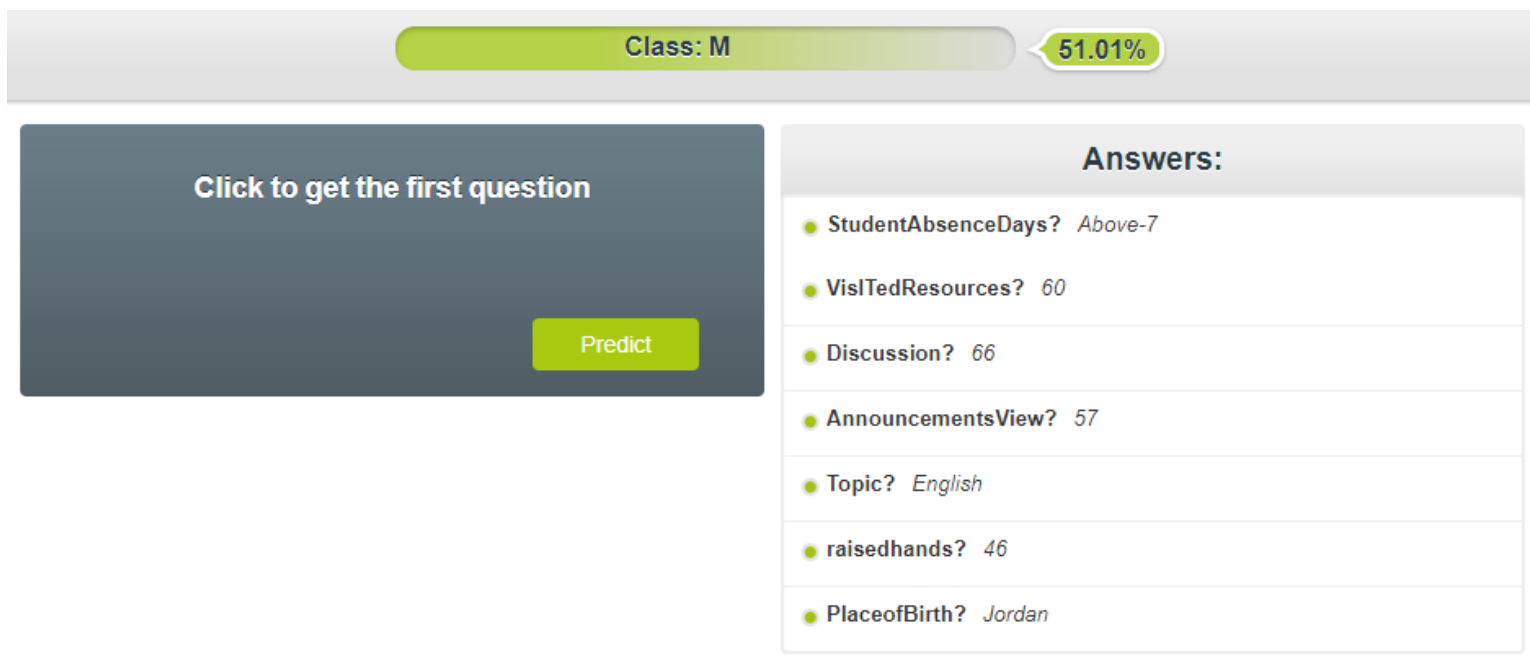 Class: M
51.01%
Click to get the first question
Predict
Answers:
StudentAbsenceDays? Above-7
VisITedResources? 60
Discussion? 66
AnnouncementsView? 57
Topic? English
raisedhands? 46
PlaceofBirth? Jordan